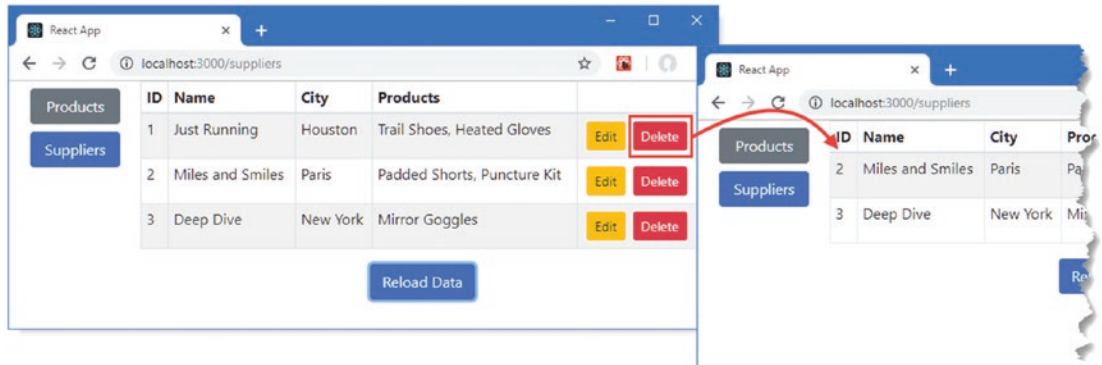 React App
localhost:3000/suppliers
Products
Suppliers
ID Name City Products
1 Just Running Houston Trail Shoes, Heated Gloves Edit Delete
2 Miles and Smiles Paris Padded Shorts, Puncture Kit Edit Delete
3 Deep Dive New York Mirror Goggles Edit Delete
Reload Data
React App
localhost:3000/suppliers
Products
Suppliers
ID Name City
2 Miles and Smiles Paris
3 Deep Dive New York